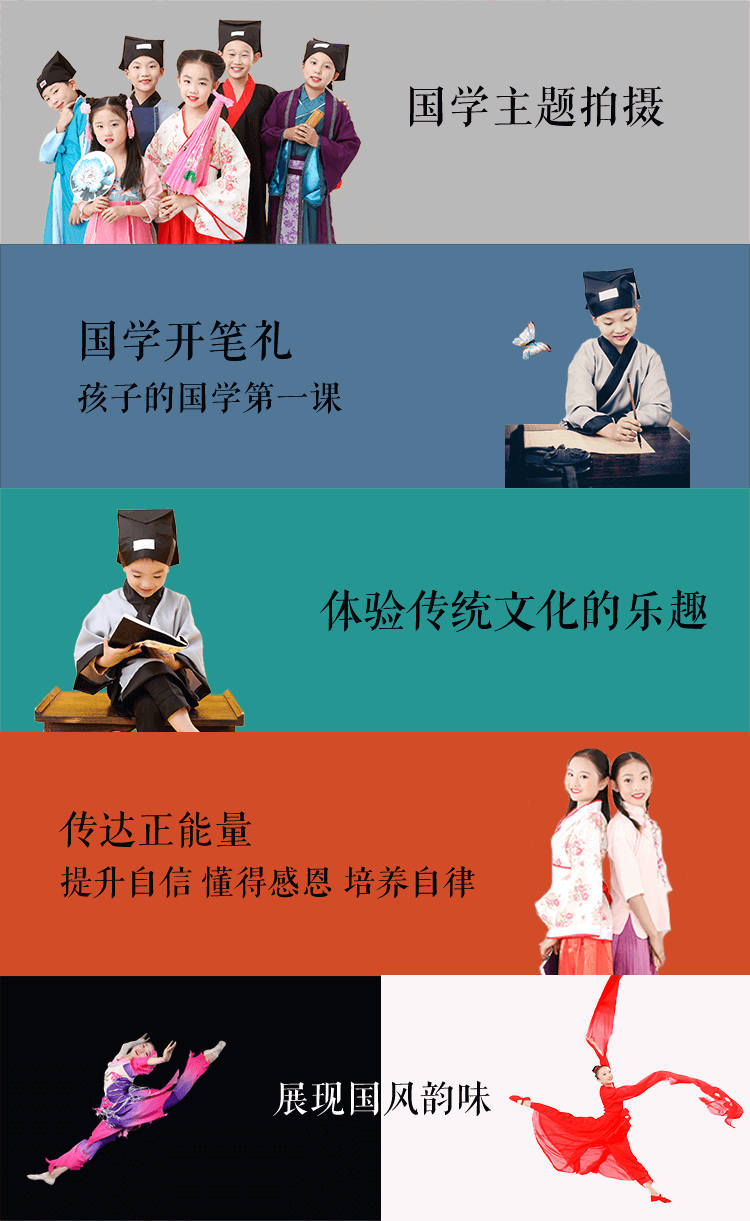 国学主题拍摄
国学开笔礼
孩子的国学第一课
体验传统文化的乐趣
传达正能量
提升自信 懂得感恩 培养自律
展现国风韵味